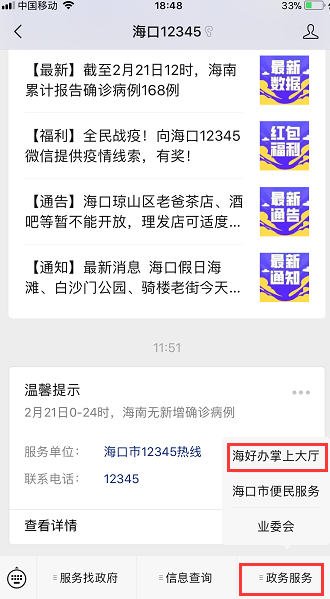 中国移动
18:48
33%
海口12345
【最新】截至2月21日12时，海南
累计报告确诊病例168例
最新
数据
【福利】全民战疫！向海口12345
微信提供疫情线索，有奖！
红包
福利
【通告】海口琼山区老爸茶店、酒
吧等暂不能开放，理发店可适度...
最新
通告
【通知】最新消息 海口假日海
滩、白沙门公园、骑楼老街今天...
最新
通知
11:51
温馨提示
2月21日0-24时，海南无新增确诊病例
服务单位： 海口市12345热线
联系电话： 12345
查看详情
海好办掌上大厅
海口市便民服务
业委会
服务找政府
信息查询
政务服务